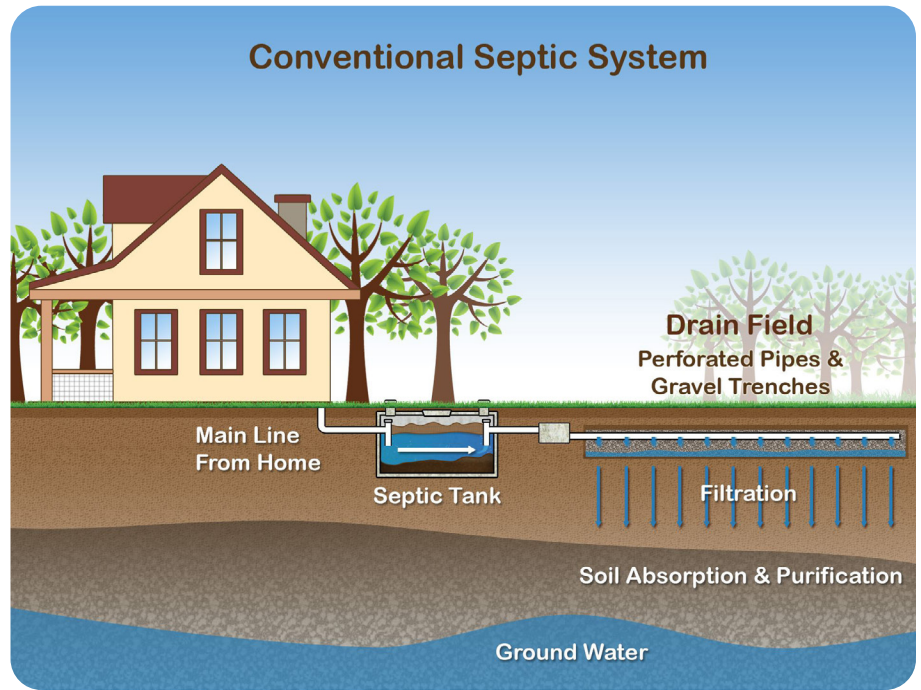 Conventional Septic System
Drain Field
Perforated Pipes &
Gravel Trenches
Main Line
From Home
Septic Tank
Filtration
Soil Absorption & Purification
Ground Water